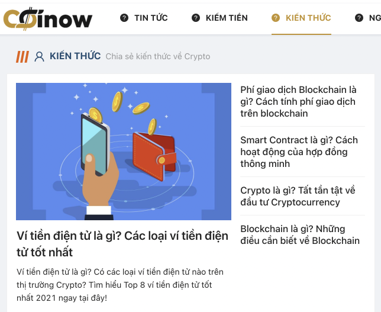 Coinow
TIN TỨC
KIẾM TIỀN
KIẾN THỨC
NG
KIẾN THỨC
Chia sẻ kiến thức về Crypto
Ví tiền điện tử là gì? Các loại ví tiền điện
tử tốt nhất
Ví tiền điện tử là gì? Có các loại ví tiền điện tử nào trên
thị trường Crypto? Tìm hiểu Top 8 ví tiền điện tử tốt
nhất 2021 ngay tại đây!
Phí giao dịch Blockchain là
gì? Cách tính phí giao dịch
trên blockchain
Smart Contract là gì? Cách
hoạt động của hợp đồng
thông minh
Crypto là gì? Tất tần tật về
đầu tư Cryptocurrency
Blockchain là gì? Những
điều cần biết về Blockchain